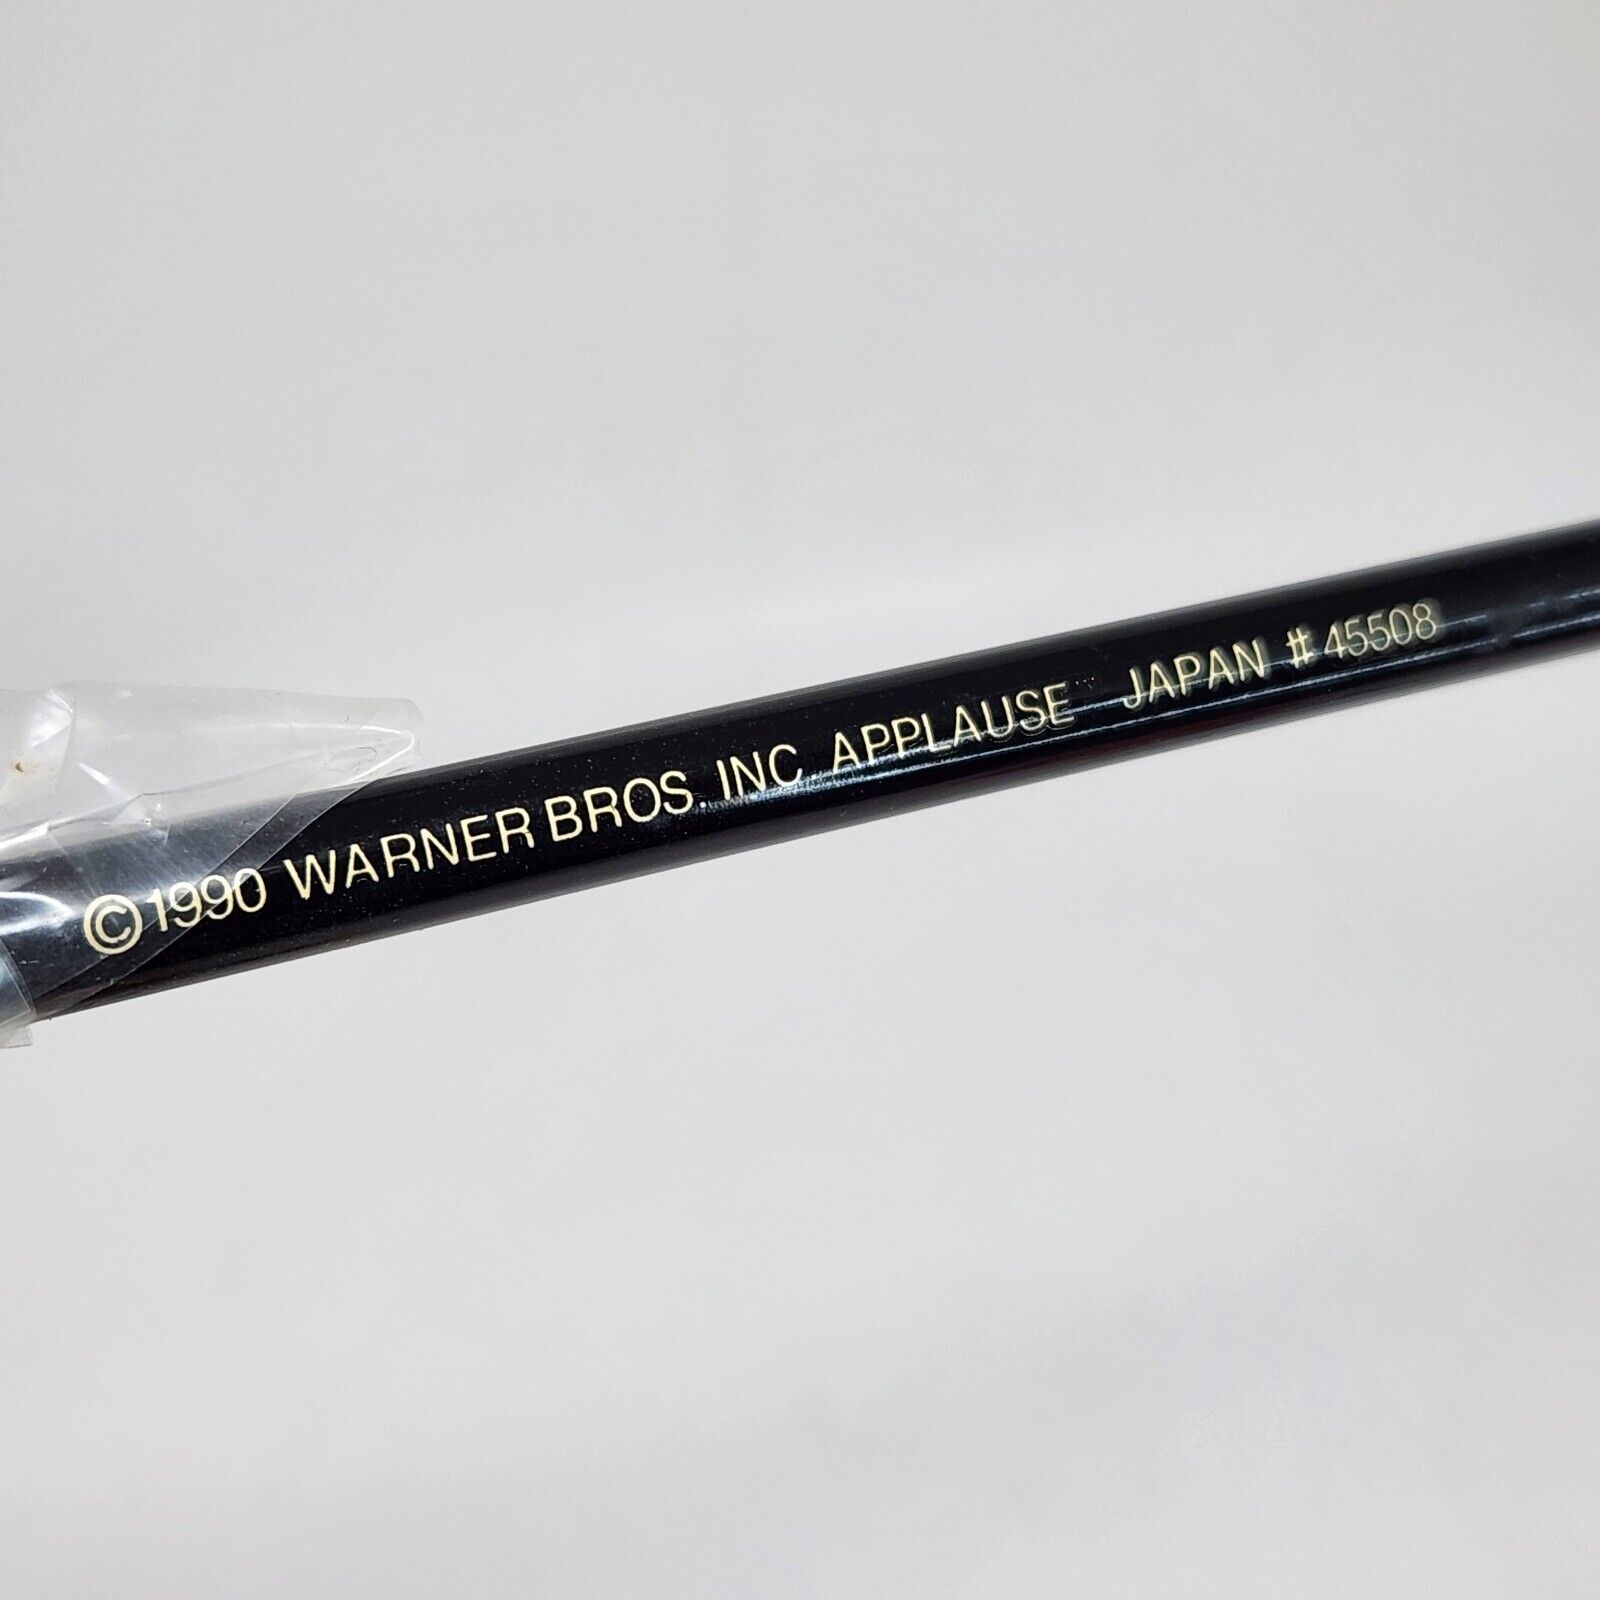 ©1990 WARNER BROS. INC APPLAUSE JAPAN # 45508